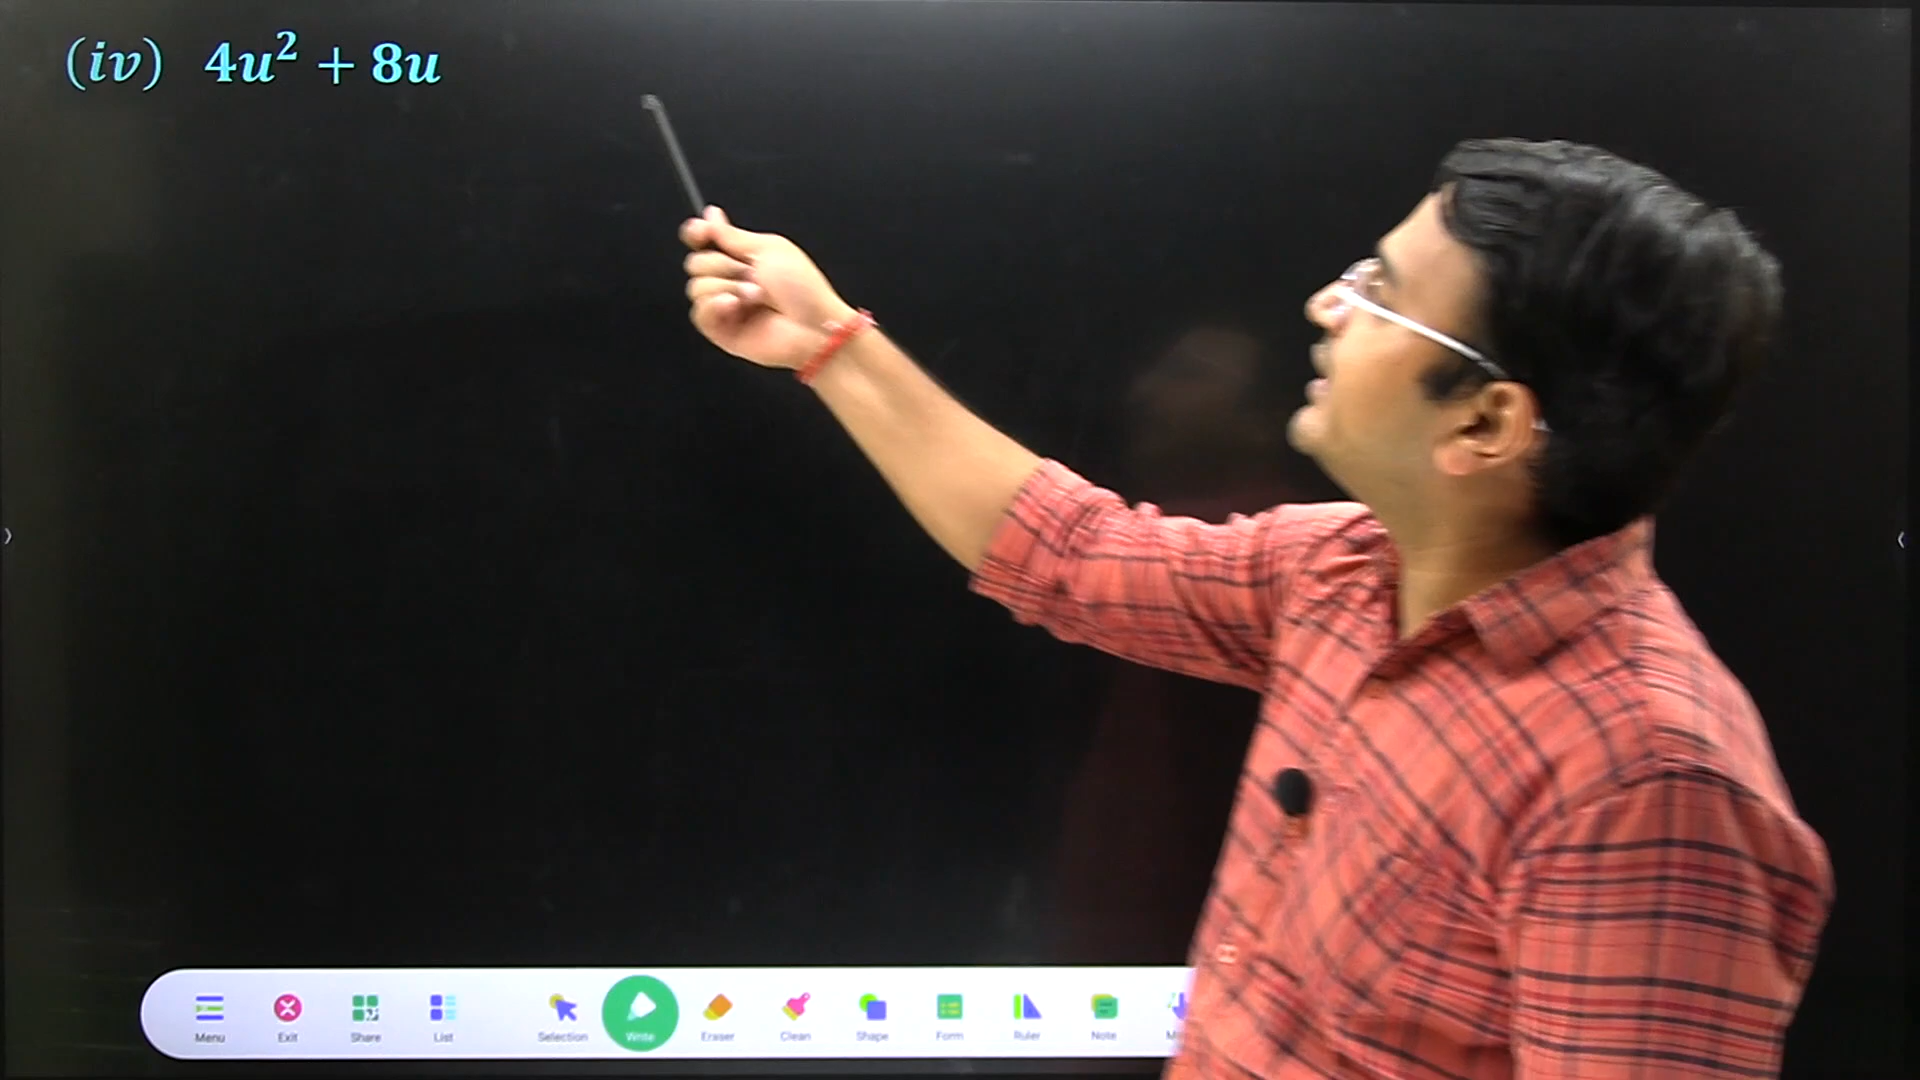 (iv) 4u² + 8u
Menu Exit Share List Selection Write Eraser Clean Shape Form Ruler Note